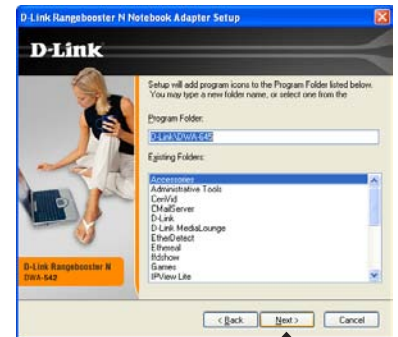 D-Link Rangebooster N Notebook Adapter Setup
D-Link
Setup will add program icons to the Program Folder listed below.
You may type a new folder name, or select one from the
Program Folder:
D-Link\DWA-645
Existing Folders:
Accessories
Administrative Tools
CenVid
CMailServer
D-Link
D-Link MediaLounge
EtherDetect
Ethereal
ffdshow
Games
IPView Lite
D-Link Rangebooster N
DWA-542
< Back
Next >
Cancel